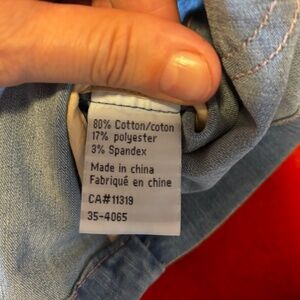 80% Cotton/coton
17% polyester
3% Spandex
Made in china
Fabriqué en chine
CA#11319
35-4065